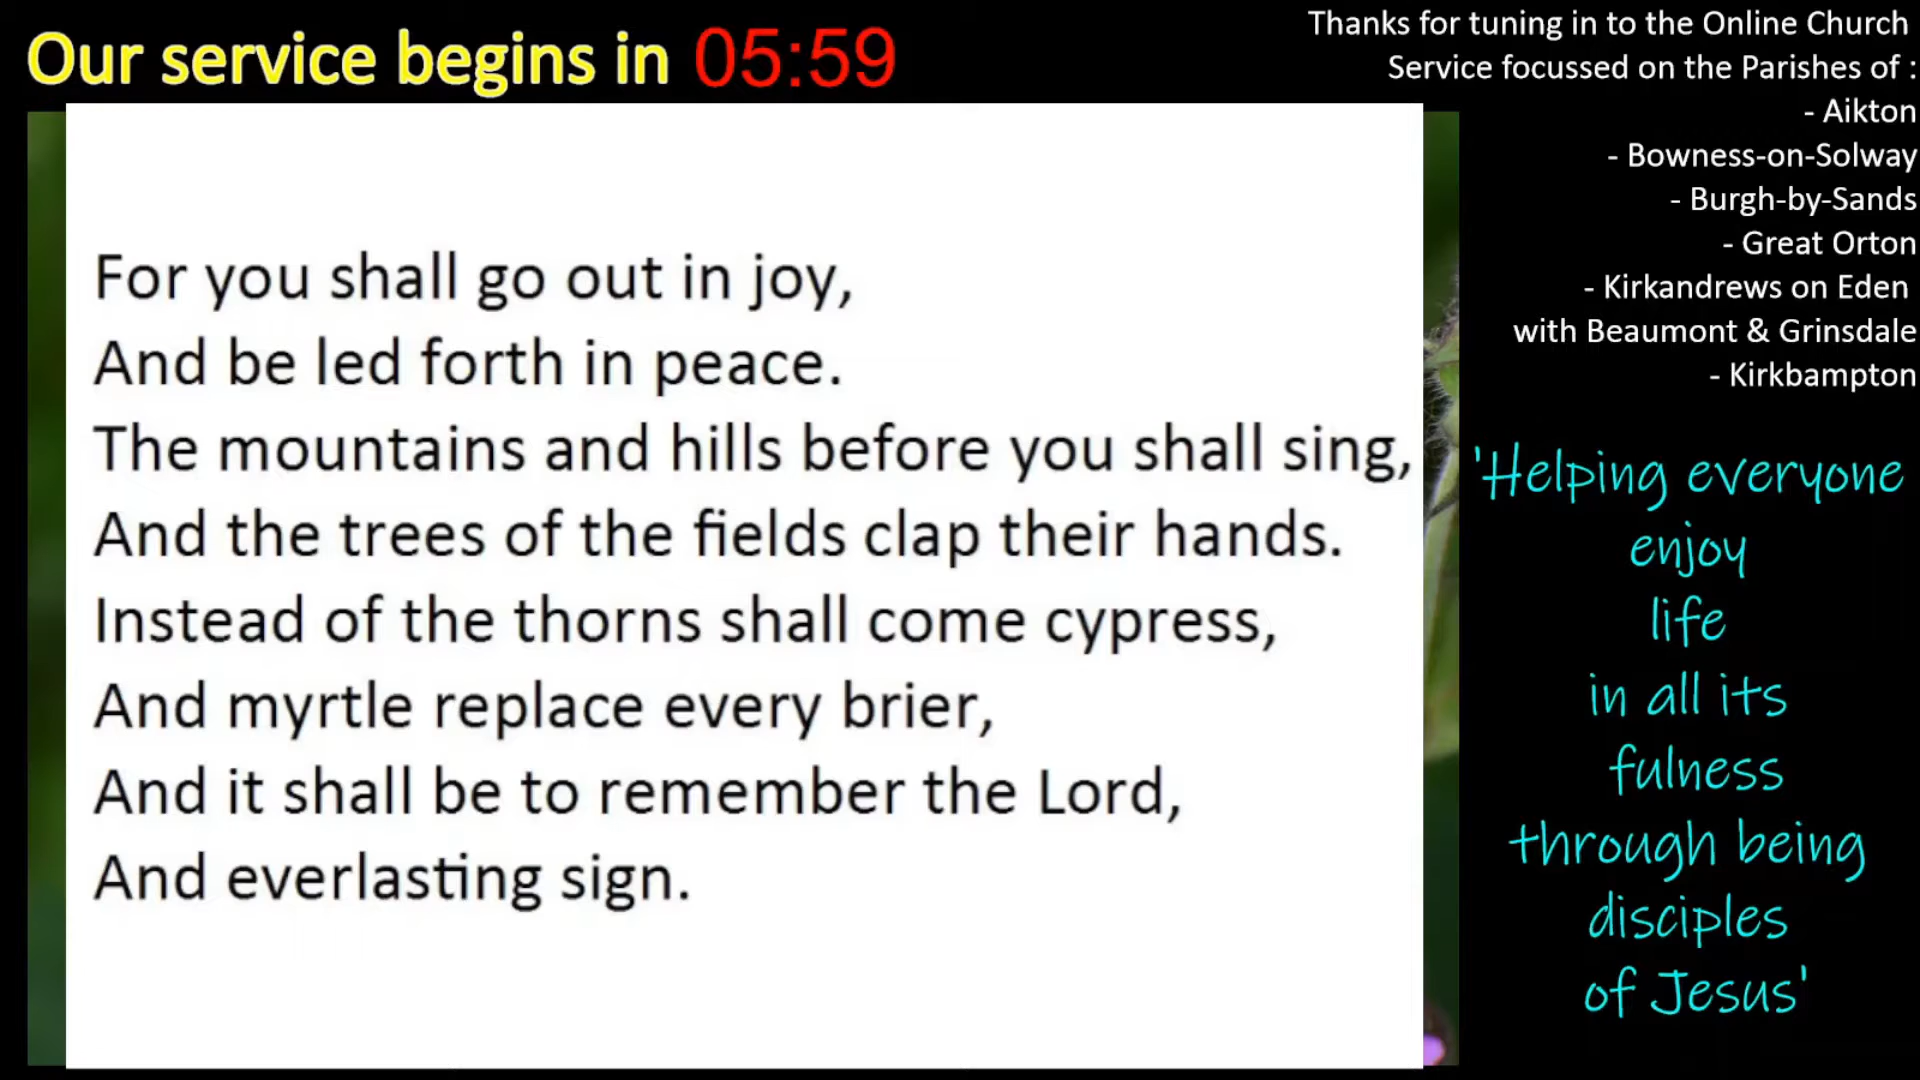 Our service begins in 05:59
Thanks for tuning in to the Online Church
Service focussed on the Parishes of :
- Aikton
- Bowness-on-Solway
- Burgh-by-Sands
- Great Orton
- Kirkandrews on Eden
with Beaumont & Grinsdale
- Kirkbampton
For you shall go out in joy,
And be led forth in peace.
The mountains and hills before you shall sing,
And the trees of the fields clap their hands.
Instead of the thorns shall come cypress,
And myrtle replace every brier,
And it shall be to remember the Lord,
And everlasting sign.
'Helping everyone
enjoy
life
in all its
fulness
through being
disciples
of Jesus'